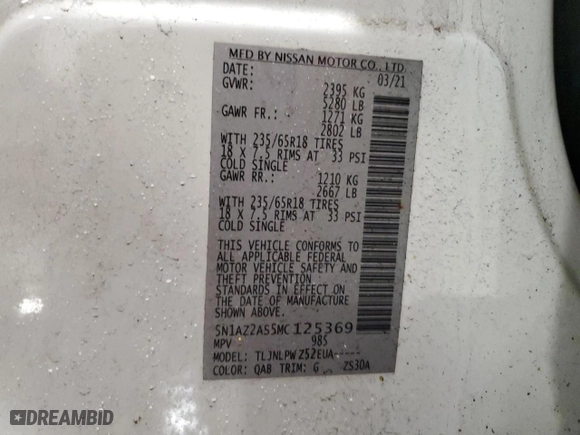 MFD BY NISSAN MOTOR CO., LTD.
DATE: 03/21
GVWR: 2395 KG
5280 LB
GAWR FR.: 1271 KG
2802 LB
WITH 235/65R18 TIRES
18 X 7.5 RIMS AT 33 PSI
COLD SINGLE
GAWR RR.: 1210 KG
2667 LB
WITH 235/65R18 TIRES
18 X 7.5 RIMS AT 33 PSI
COLD SINGLE
THIS VEHICLE CONFORMS TO
ALL APPLICABLE FEDERAL
MOTOR VEHICLE SAFETY AND
THEFT PREVENTION
STANDARDS IN EFFECT ON
THE DATE OF MANUFACTURE
SHOWN ABOVE.
5N1AZ2AS5MC125369
MPV 985
MODEL: TLJNLPW Z52EUA-----
COLOR: QAB TRIM: G ZS30A
DREAMBID